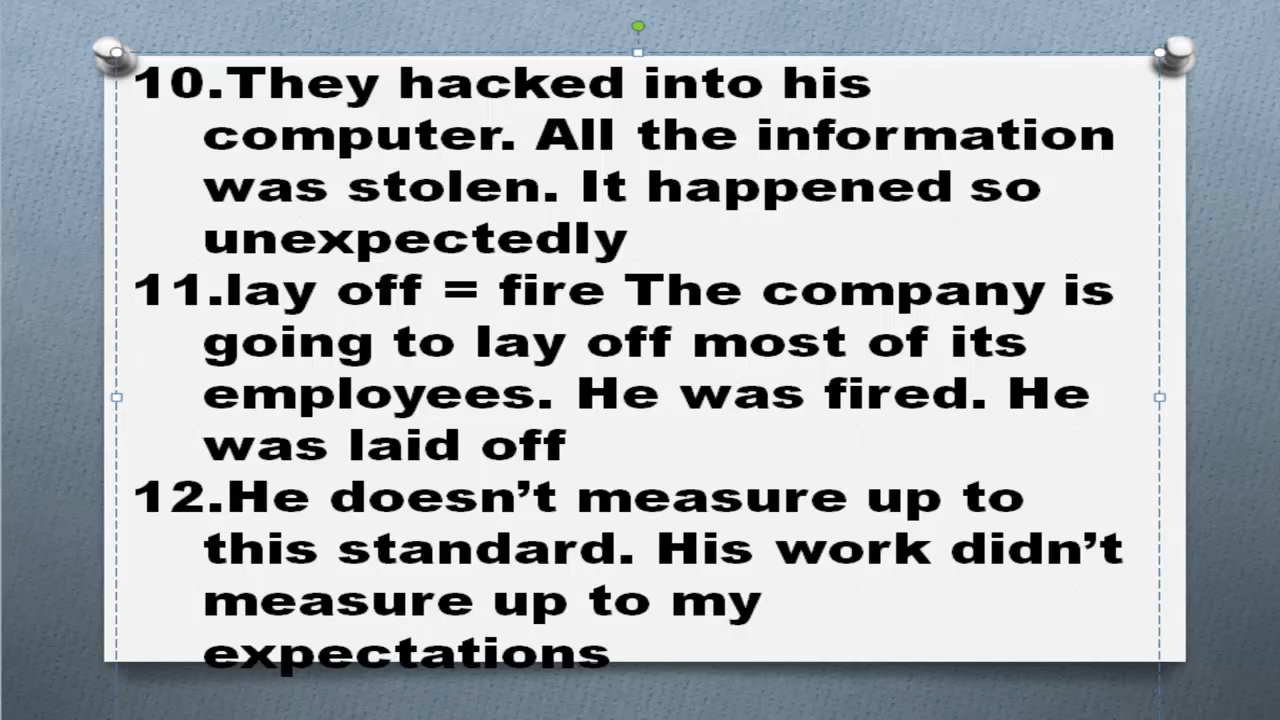 10.They hacked into his
computer. All the information
was stolen. It happened so
unexpectedly
11.lay off = fire The company is
going to lay off most of its
employees. He was fired. He
was laid off
12.He doesn’t measure up to
this standard. His work didn’t
measure up to my
expectations